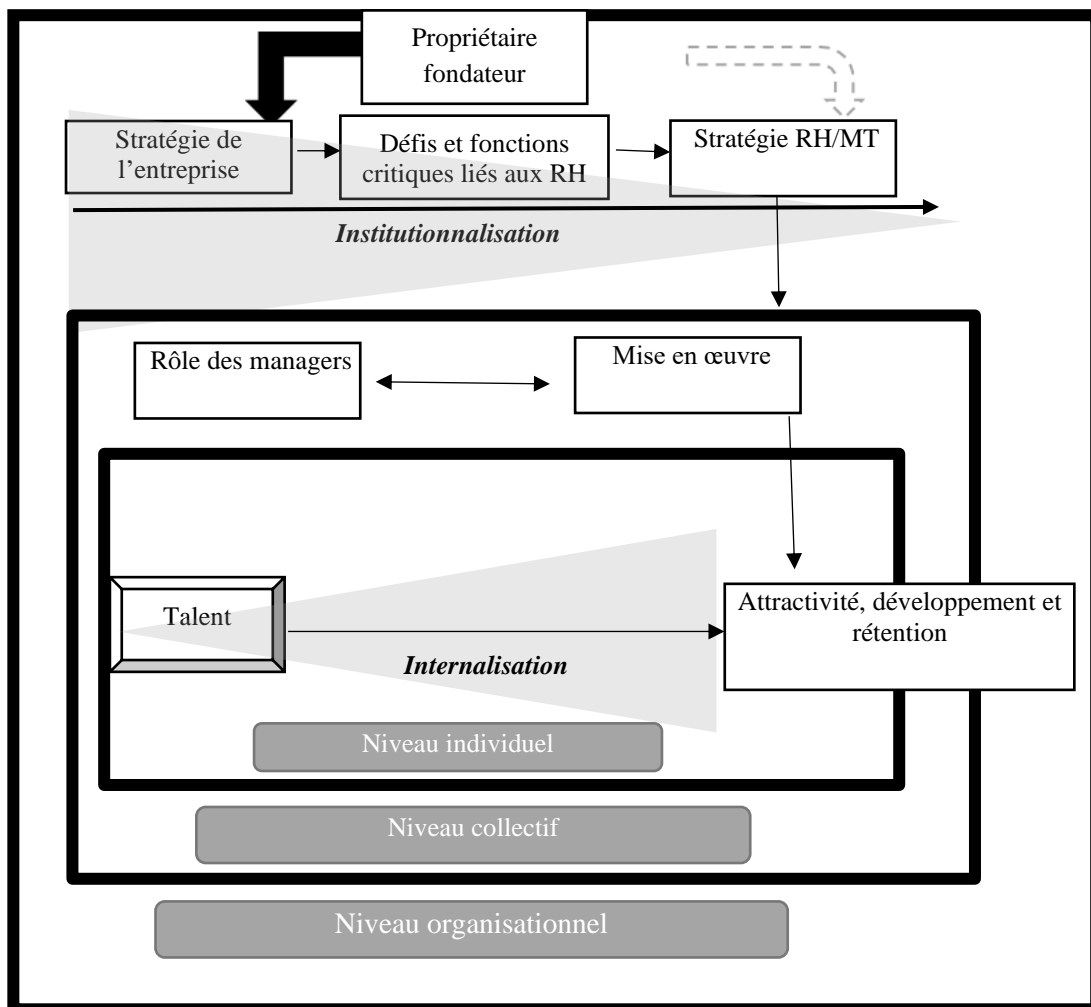 Propriétaire
fondateur
Stratégie de
l’entreprise
Défis et fonctions
critiques liés aux RH
Stratégie RH/MT
Institutionnalisation
Rôle des managers
Mise en œuvre
Talent
Attractivité, développement et
rétention
Internalisation
Niveau individuel
Niveau collectif
Niveau organisationnel